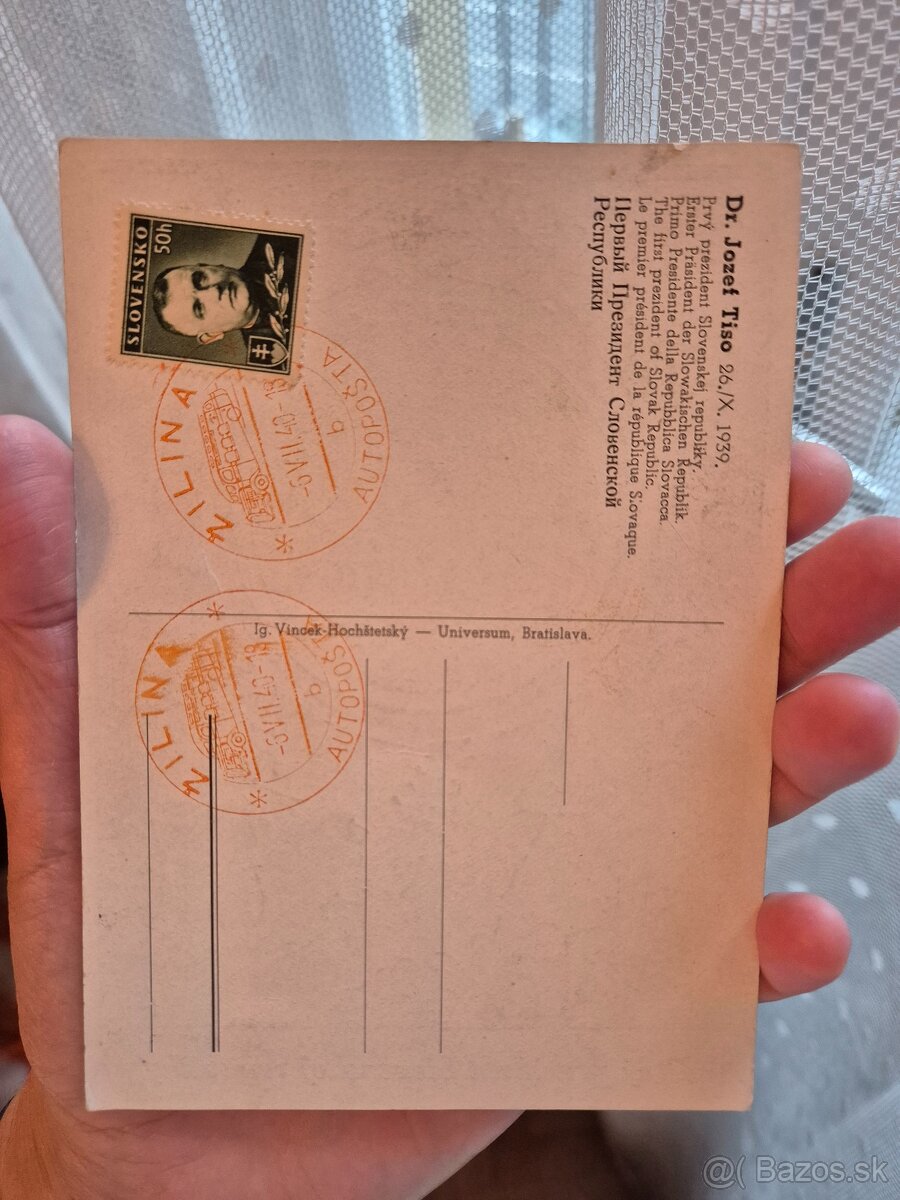 Dr. Jozef Tiso 26./X. 1939.
Prvý prezident Slovenskej republiky.
Erster Präsident der Slowakischen Republik.
Primo Presidente della Repubblica Slovacca.
The first prezident of Slovak Republic.
Le premier président de la république Slovaque.
Первый Президент Словенской
Республики
SLOVENSKO
50h
ŽILINA
AUTOPOŠTA
b
Ig. Vincek-Hochštetský — Universum, Bratislava.
ŽILINA
AUTOPOŠTA
b
@( Bazos.sk